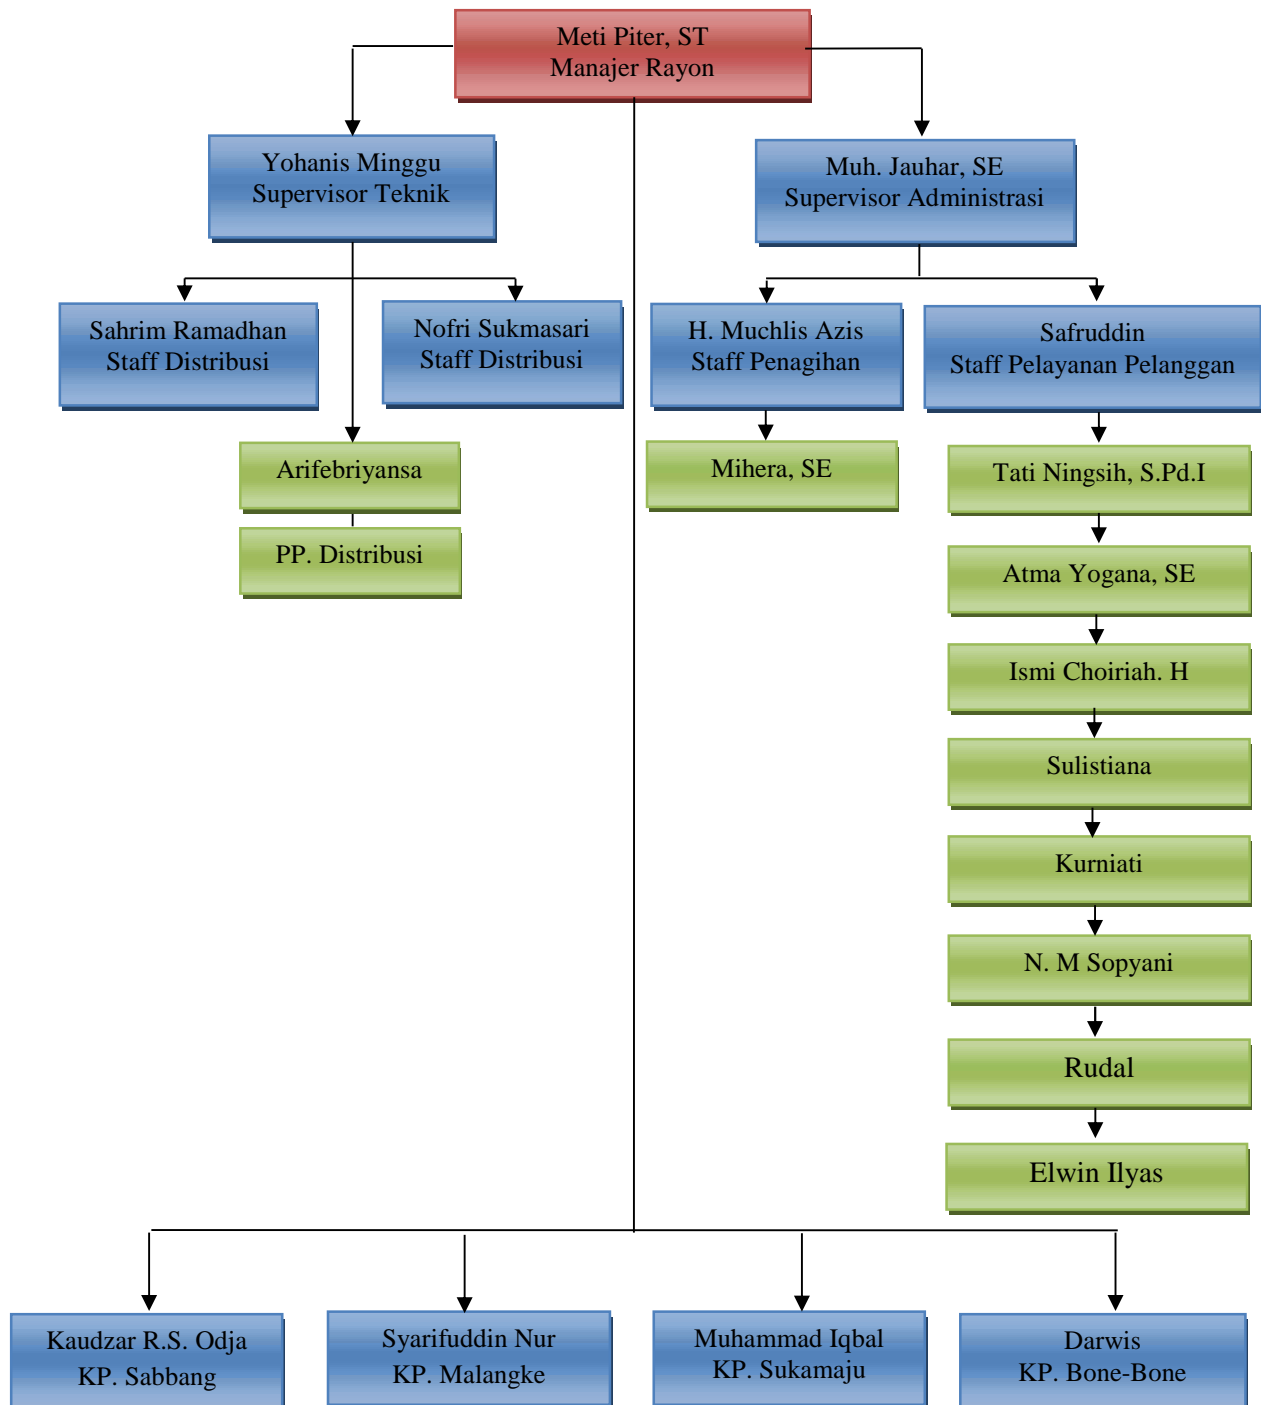 Meti Piter, ST
Manajer Rayon
Yohanis Minggu
Supervisor Teknik
Muh. Jauhar, SE
Supervisor Administrasi
Sahrim Ramadhan
Staff Distribusi
Nofri Sukmasari
Staff Distribusi
H. Muchlis Azis
Staff Penagihan
Safruddin
Staff Pelayanan Pelanggan
Arifebriyansa
PP. Distribusi
Mihera, SE
Tati Ningsih, S.Pd.I
Atma Yogana, SE
Ismi Choiriah. H
Sulistiana
Kurniati
N. M Sopyani
Rudal
Elwin Ilyas
Kaudzar R.S. Odja
KP. Sabbang
Syarifuddin Nur
KP. Malangke
Muhammad Iqbal
KP. Sukamaju
Darwis
KP. Bone-Bone